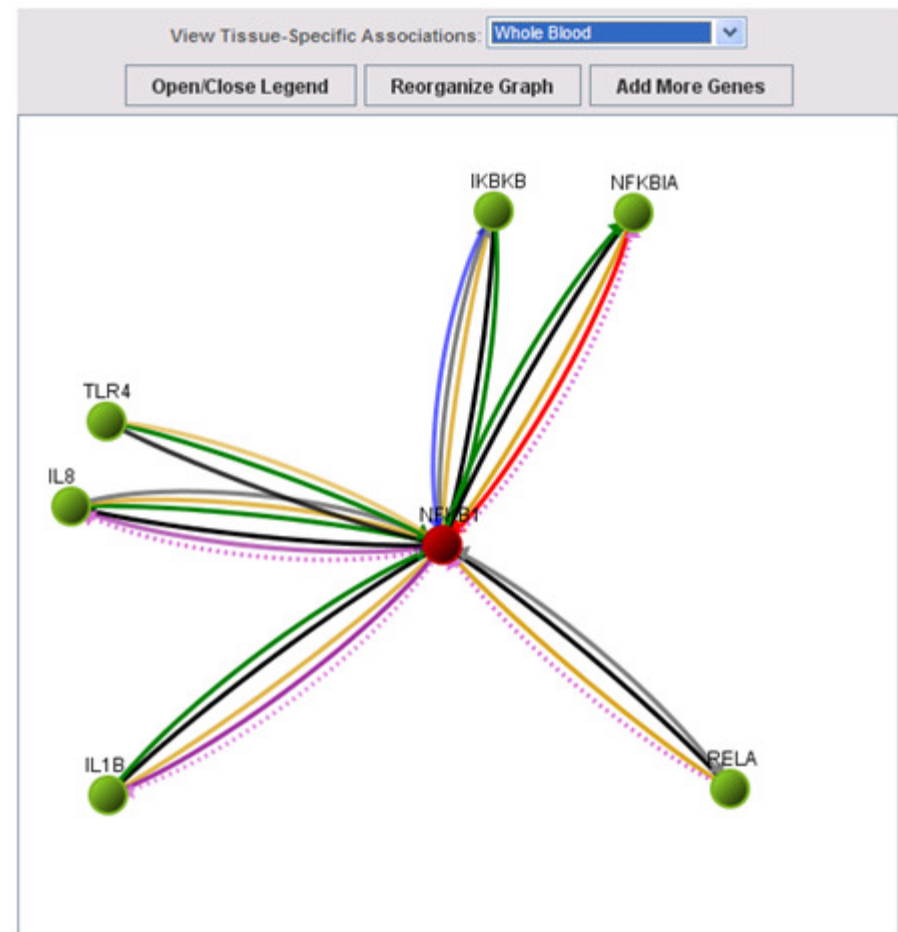 View Tissue-Specific Associations: Whole Blood
Open/Close Legend Reorganize Graph Add More Genes
IKBKB NFKBIA
TLR4
IL8
NFKB1
RELA
IL1B